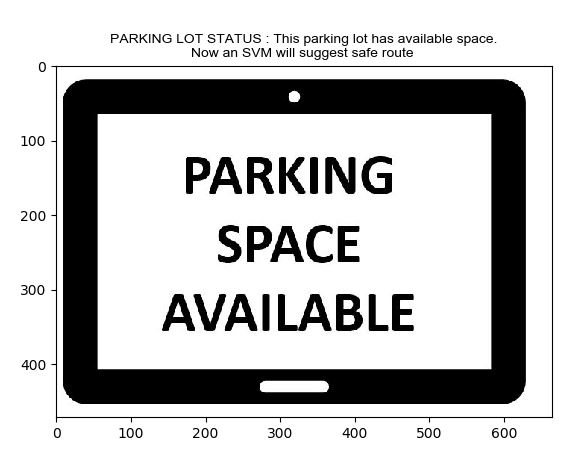 PARKING LOT STATUS : This parking lot has available space.
Now an SVM will suggest safe route
0
100
200
300
400
PARKING
SPACE
AVAILABLE
0 100 200 300 400 500 600